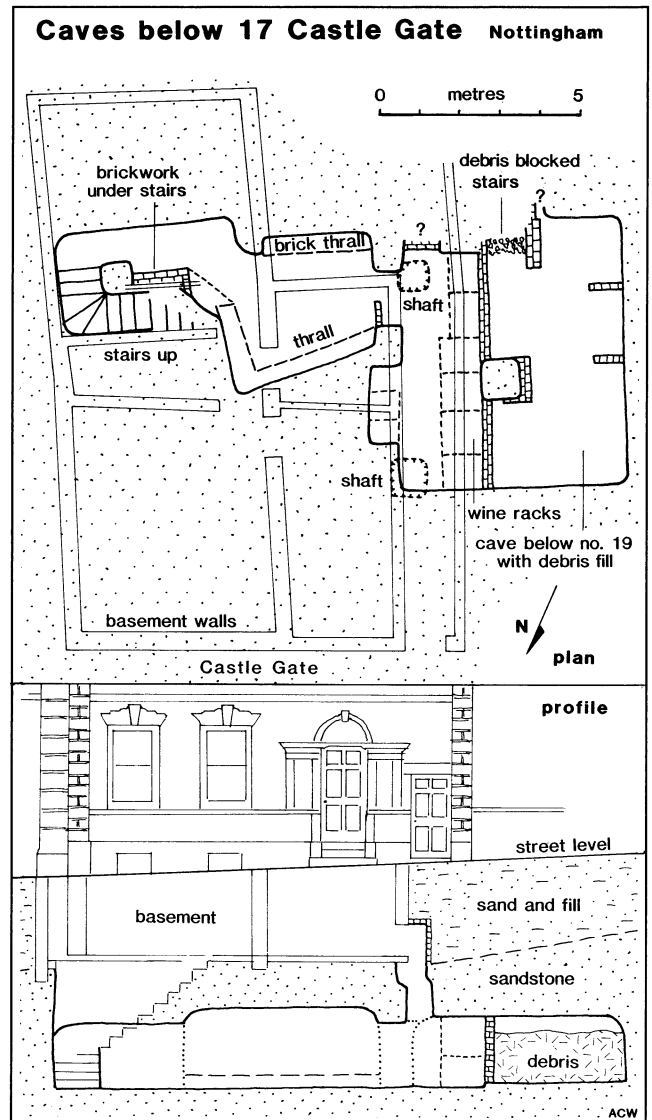 Caves below 17 Castle Gate Nottingham
0 metres 5
brickwork
under stairs
debris blocked
stairs
?
?
brick thrall
shaft
thrall
stairs up
shaft
wine racks
cave below no. 19
with debris fill
basement walls
N
plan
Castle Gate
profile
street level
basement
sand and fill
sandstone
debris
ACW